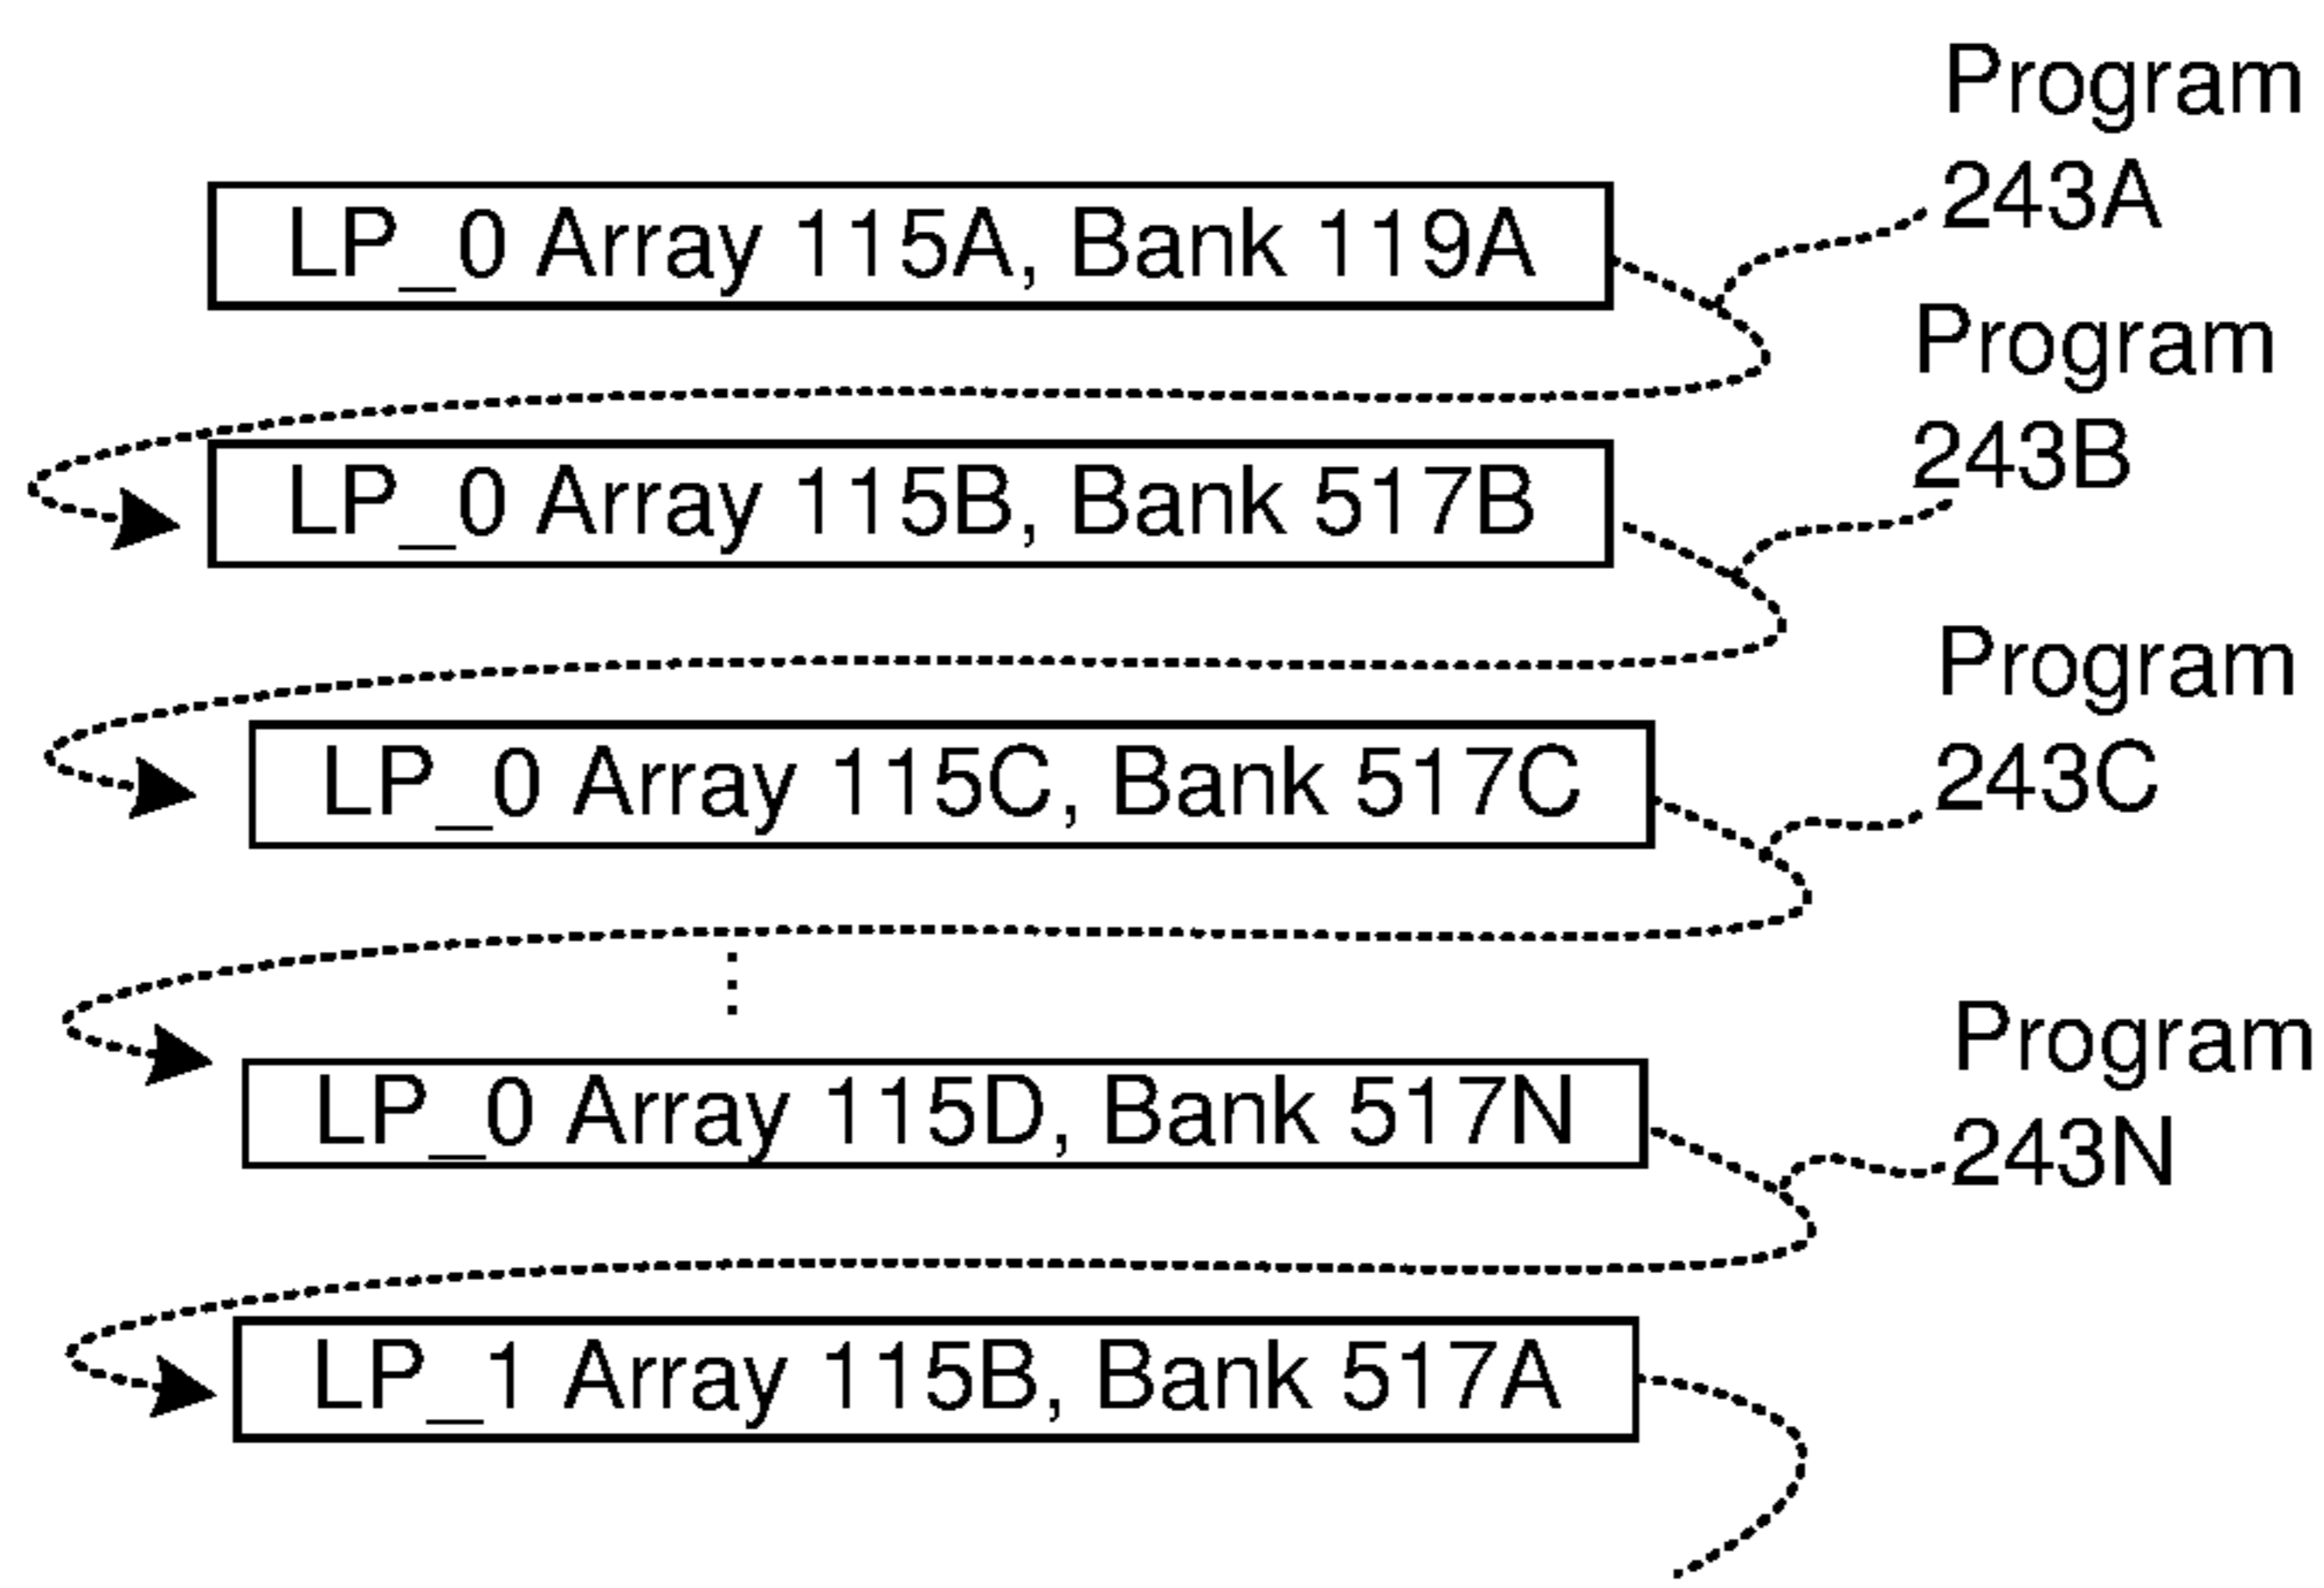 Program
243A
LP_0 Array 115A, Bank 119A
Program
243B
LP_0 Array 115B, Bank 517B
Program
243C
LP_0 Array 115C, Bank 517C
Program
243N
LP_0 Array 115D, Bank 517N
LP_1 Array 115B, Bank 517A